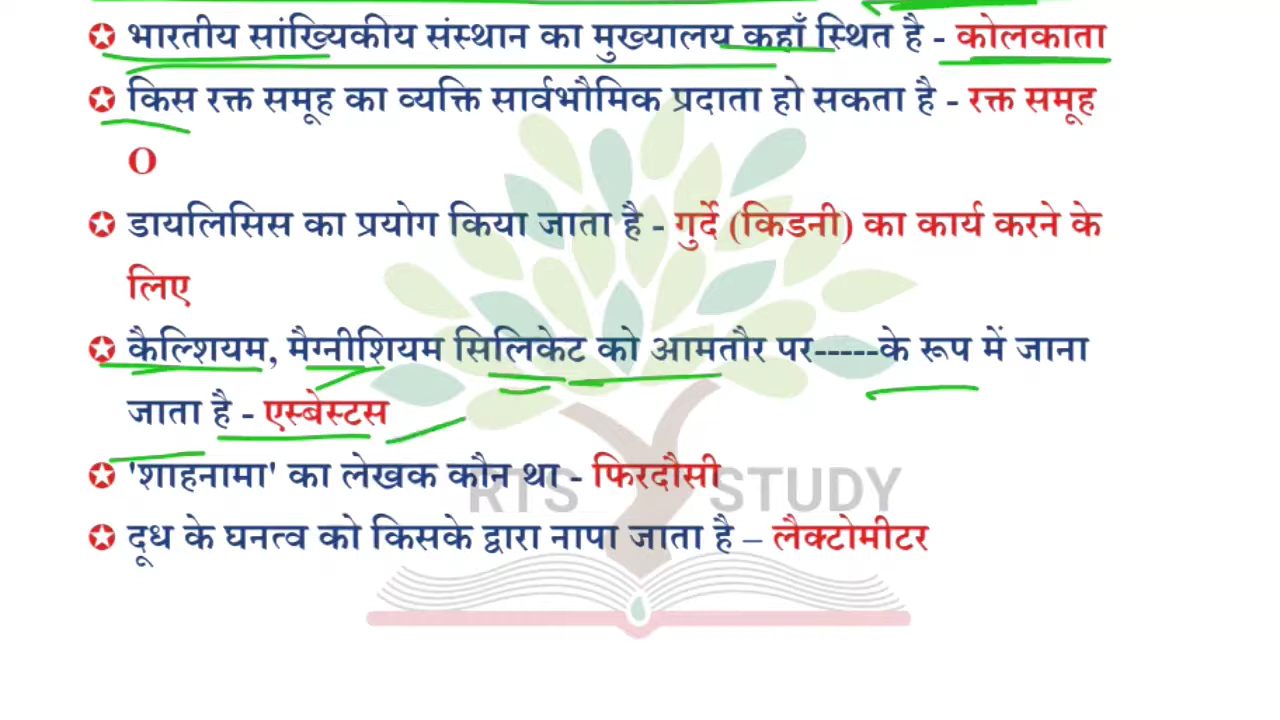 भारतीय सांख्यिकीय संस्थान का मुख्यालय कहाँ स्थित है - कोलकाता
किस रक्त समूह का व्यक्ति सार्वभौमिक प्रदाता हो सकता है - रक्त समूह
O
डायलिसिस का प्रयोग किया जाता है - गुर्दे (किडनी) का कार्य करने के
लिए
कैल्शियम, मैग्नीशियम सिलिकेट को आमतौर पर-----के रूप में जाना
जाता है - एस्बेस्टस
'शाहनामा' का लेखक कौन था - फिरदौसी
RTS STUDY
दूध के घनत्व को किसके द्वारा नापा जाता है – लैक्टोमीटर